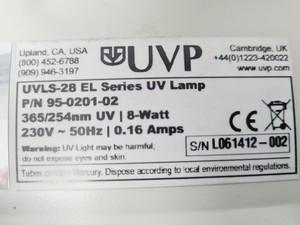 Upland, CA, USA
(800) 452-6788
(909) 946-3197
UVP
Cambridge, UK
+44(0)1223-420022
www.uvp.com
UVLS-28 EL Series UV Lamp
P/N 95-0201-02
365/254nm UV | 8-Watt
230V ~ 50Hz | 0.16 Amps
Warning: UV Light may be harmful,
do not expose eyes and skin.
S/N L061412-002
Tubes contain Mercury. Dispose according to local environmental regulations.
CE